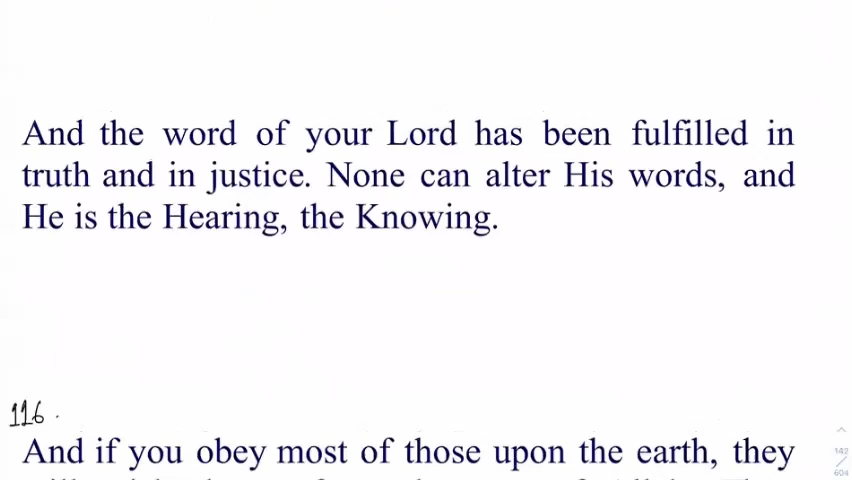 And the word of your Lord has been fulfilled in
truth and in justice. None can alter His words, and
He is the Hearing, the Knowing.
116.
And if you obey most of those upon the earth, they
142
/
604